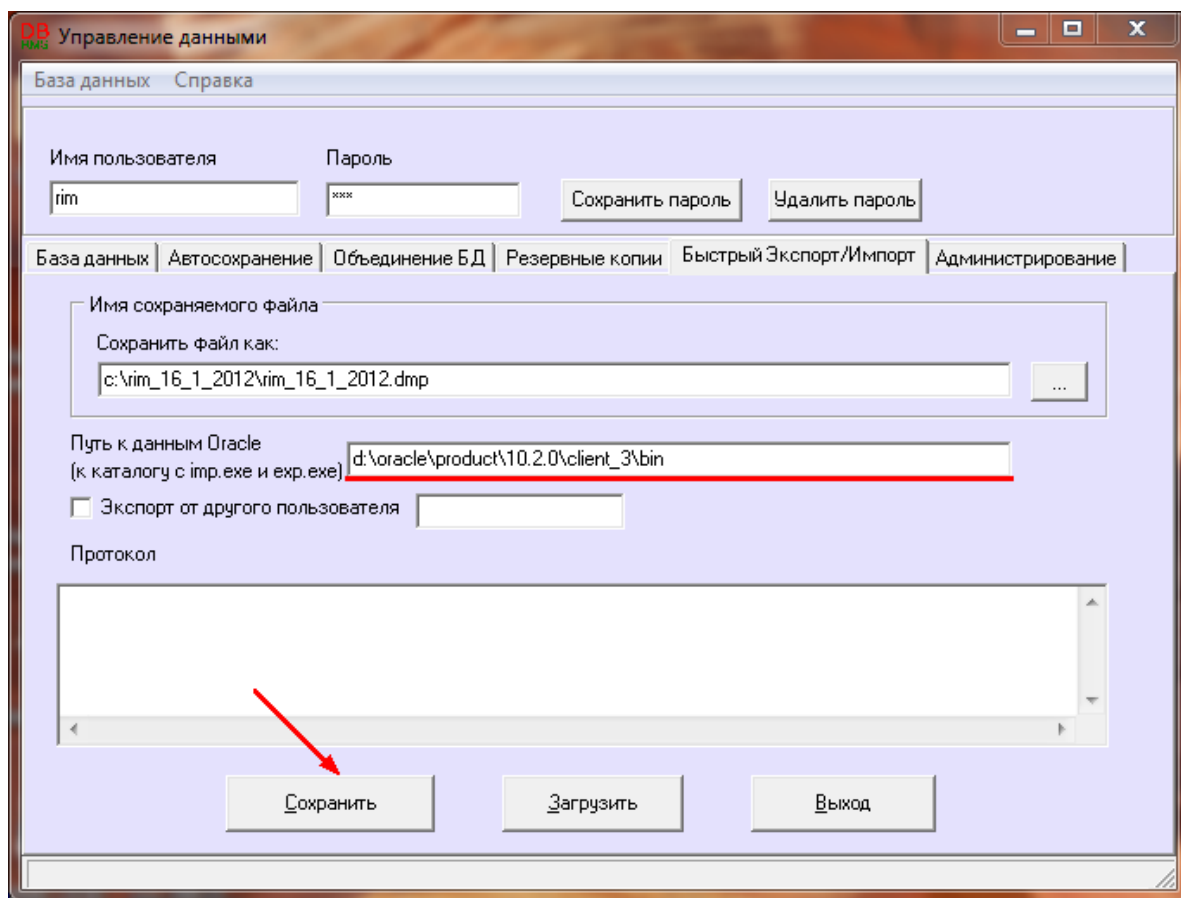 DB
HMS
Управление данными
База данных Справка
Имя пользователя Пароль
rim *** Сохранить пароль Удалить пароль
База данных Автосохранение Объединение БД Резервные копии Быстрый Экспорт/Импорт Администрирование
Имя сохраняемого файла
Сохранить файл как:
c:\rim_16_1_2012\rim_16_1_2012.dmp ...
Путь к данным Oracle
(к каталогу с imp.exe и exp.exe) d:\oracle\product\10.2.0\client_3\bin
Экспорт от другого пользователя
Протокол
Сохранить Загрузить Выход